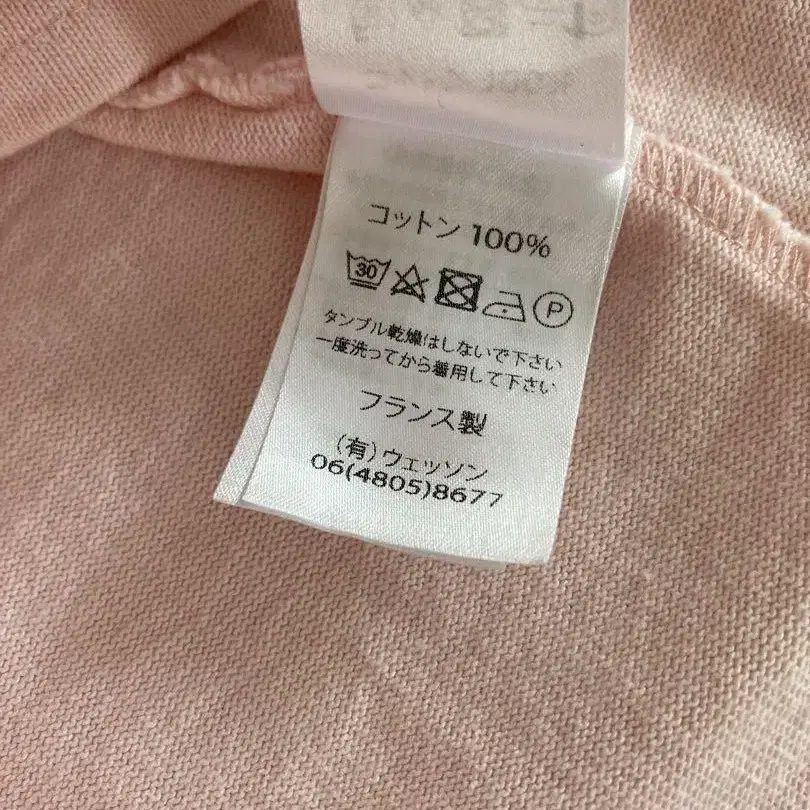 コットン 100%
30
P
タンブル乾燥はしないで下さい
一度洗ってから着用して下さい
フランス製
(有)ウェッソン
06(4805)8677